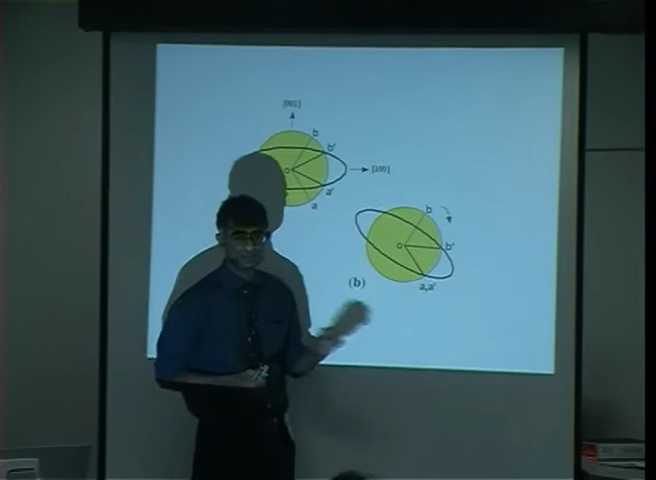 [001]
b
b'
o
[100]
a'
a
b
o
b'
(b)
a,a'